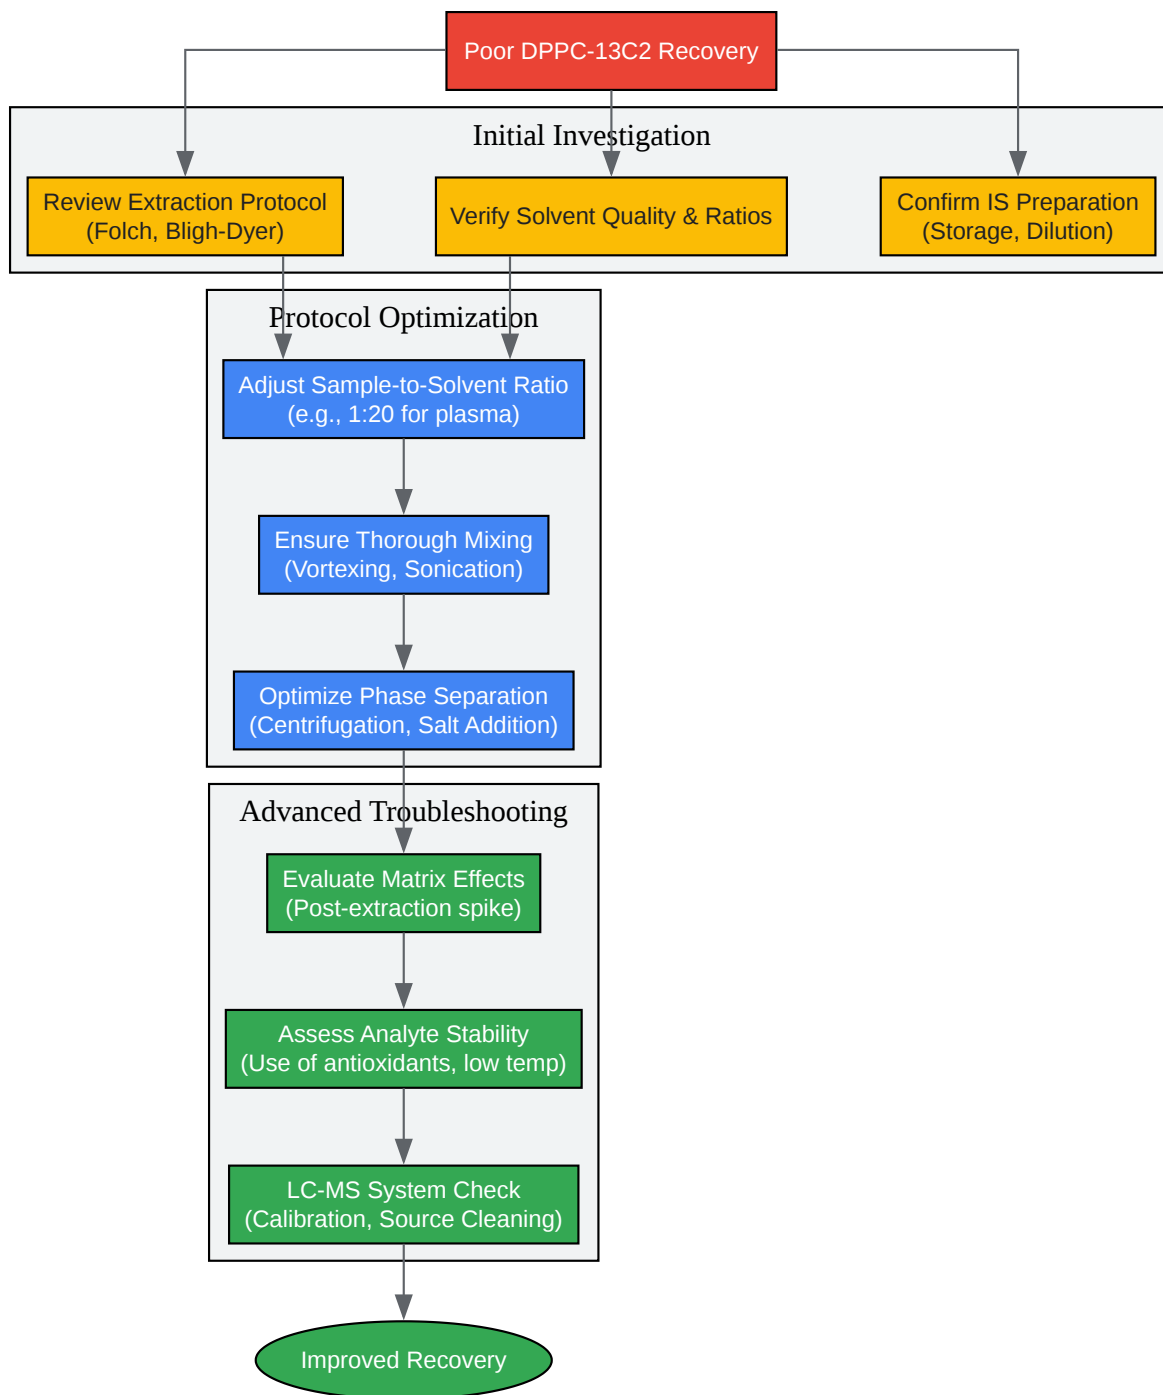 Poor DPPC-13C2 Recovery
Initial Investigation
Review Extraction Protocol
(Folch, Bligh-Dyer)
Verify Solvent Quality & Ratios
Confirm IS Preparation
(Storage, Dilution)
Protocol Optimization
Adjust Sample-to-Solvent Ratio
(e.g., 1:20 for plasma)
Ensure Thorough Mixing
(Vortexing, Sonication)
Optimize Phase Separation
(Centrifugation, Salt Addition)
Advanced Troubleshooting
Evaluate Matrix Effects
(Post-extraction spike)
Assess Analyte Stability
(Use of antioxidants, low temp)
LC-MS System Check
(Calibration, Source Cleaning)
Improved Recovery